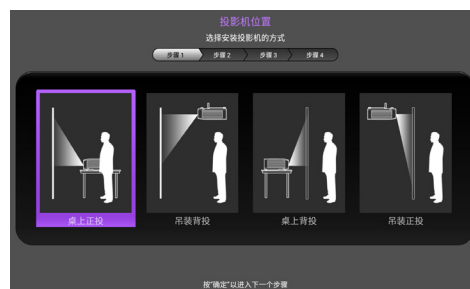 投影机位置
选择安装投影机的方式
步骤 1 步骤 2 步骤 3 步骤 4
桌上正投 吊装背投 桌上背投 吊装正投
按"确定"以进入下一个步骤